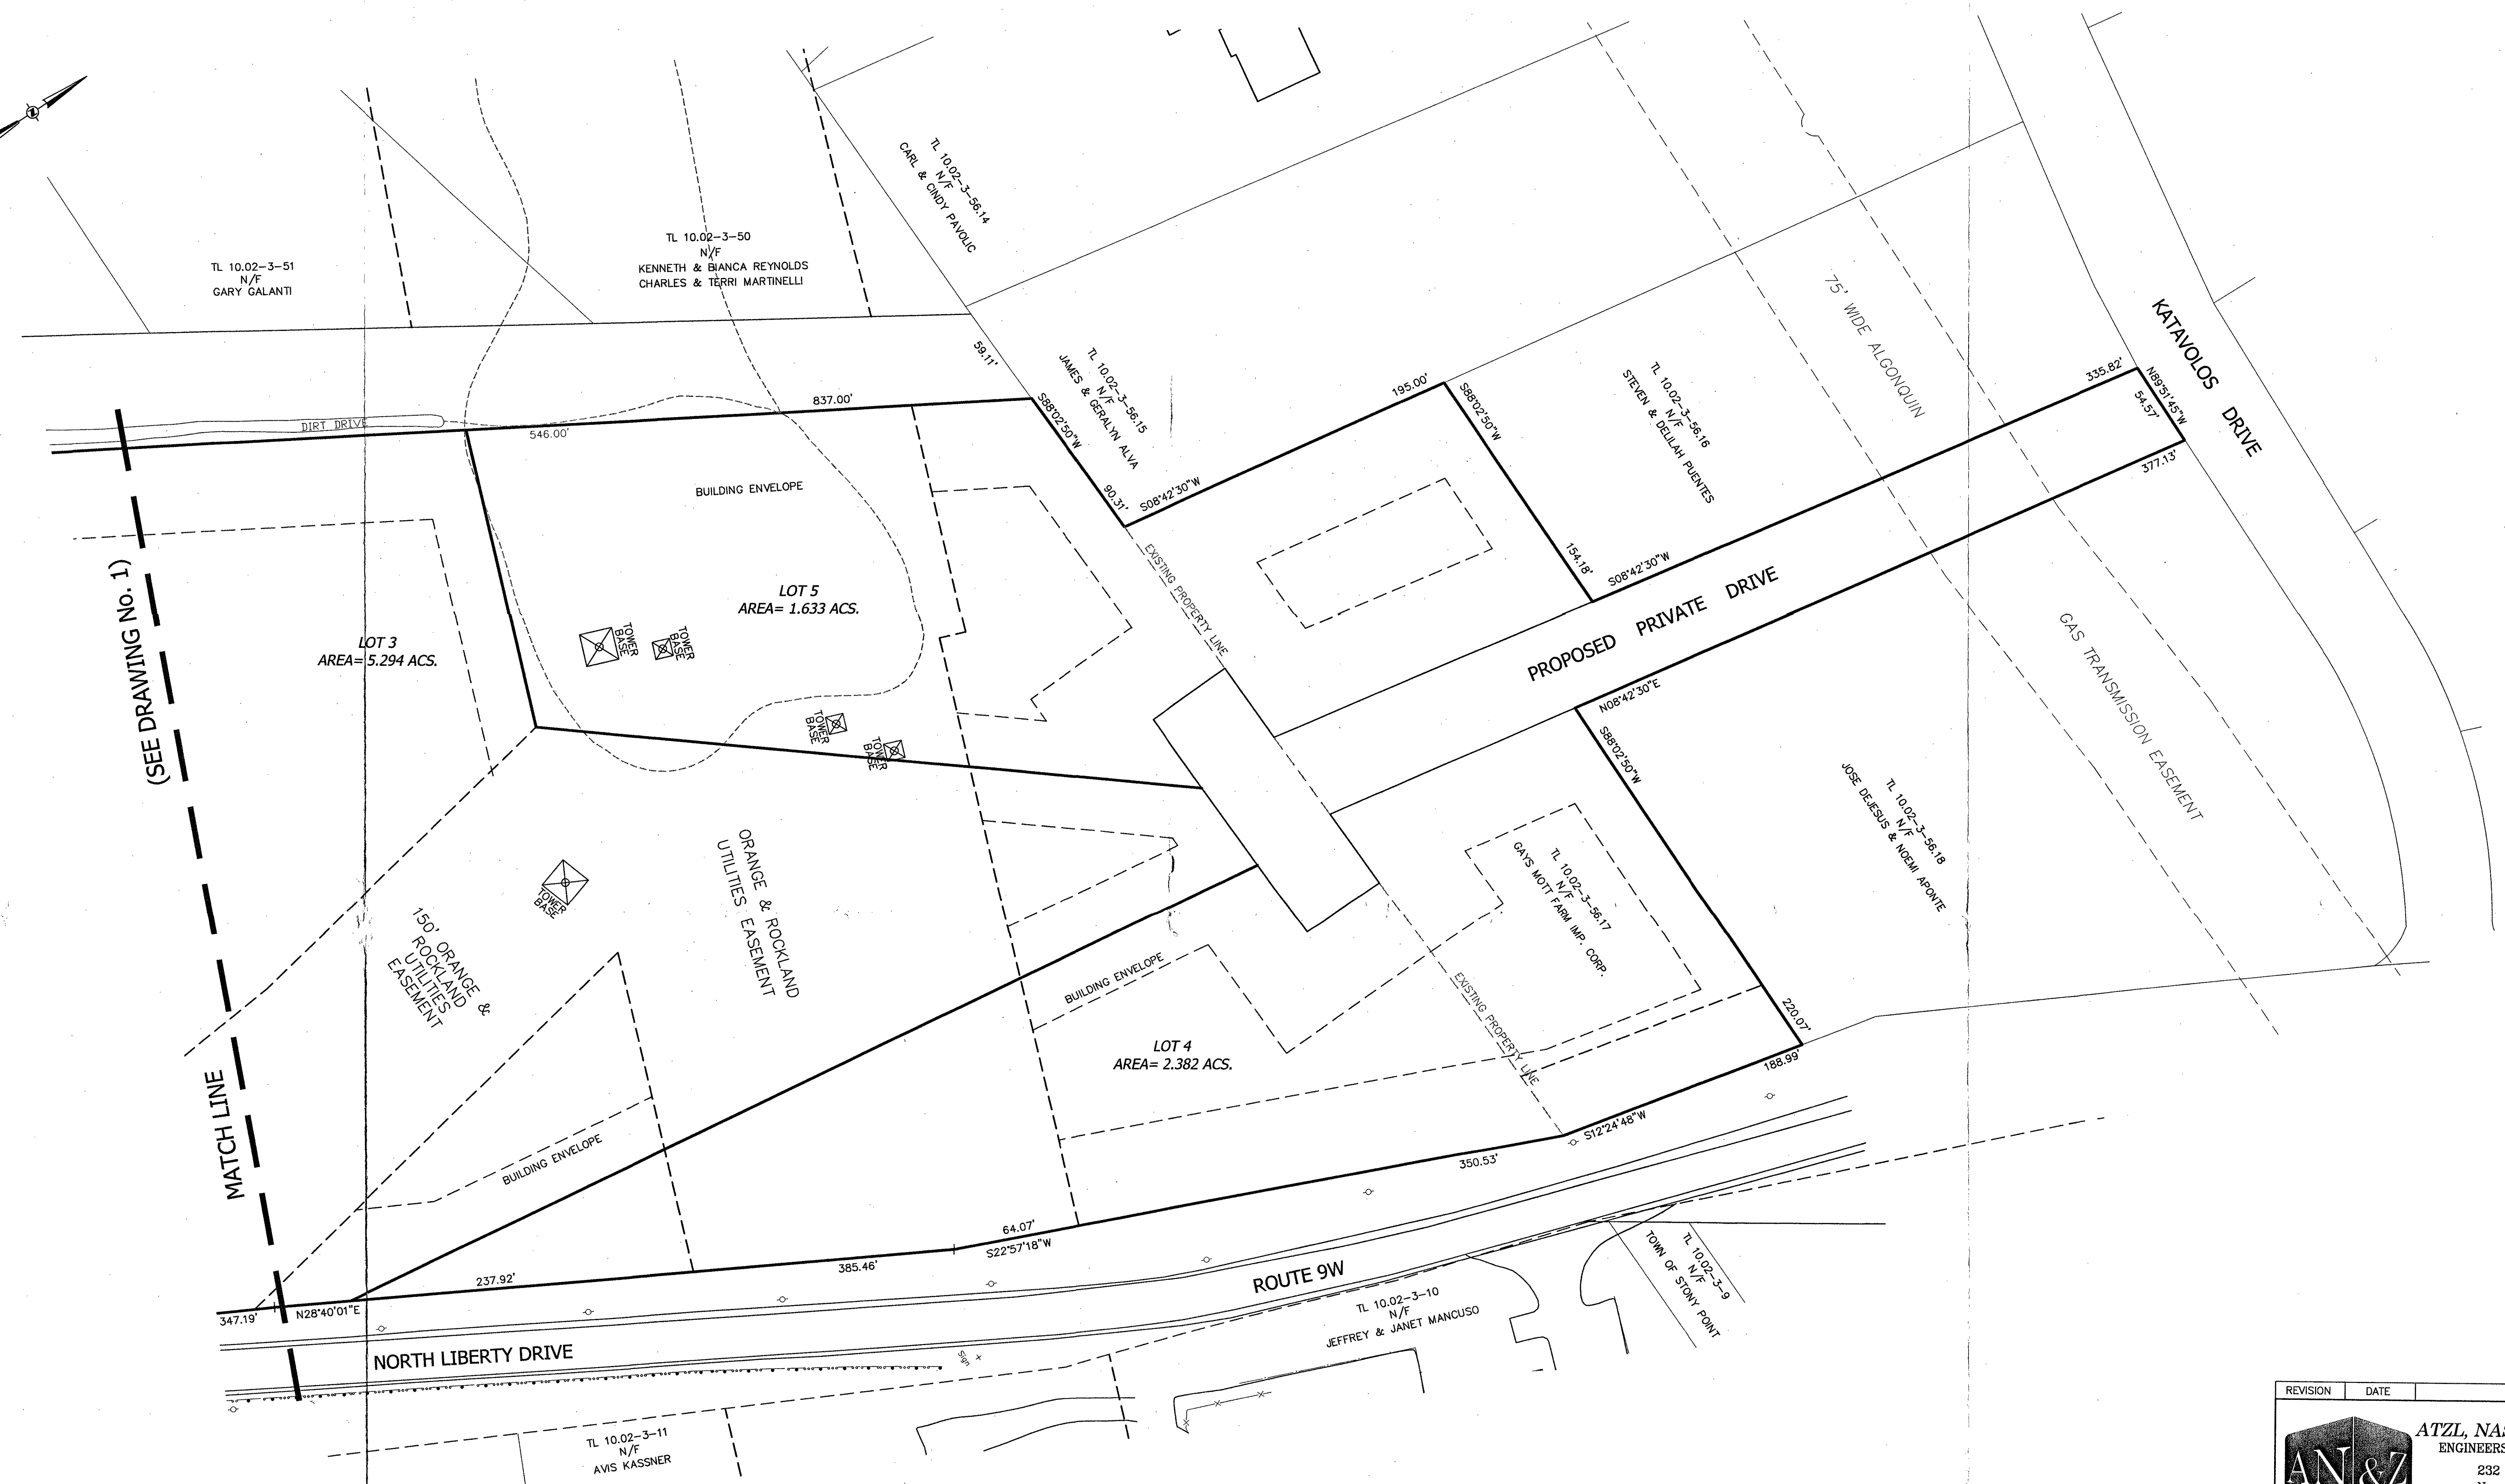 TL 10.02-3-51
N/F
GARY GALANTI
TL 10.02-3-50
N/F
KENNETH & BIANCA REYNOLDS
CHARLES & TERRI MARTINELLI
TL 10.02-3-56.14
N/F
CARL & CINDY PAVOLIC
59.11'
TL 10.02-3-56.15
N/F
JAMES & GERALYN ALVA
195.00'
S88°02'50"W
TL 10.02-3-56.16
N/F
STEVEN & DELILAH PUENTES
75' WIDE ALGONQUIN
GAS TRANSMISSION EASEMENT
KATAVOLOS DRIVE
335.82'
N89°51'45"W
54.57'
377.13'
DIRT DRIVE
546.00'
837.00'
S88°02'50"W
90.31'
S08°42'30"W
BUILDING ENVELOPE
EXISTING PROPERTY LINE
154.18'
S08°42'30"W
PROPOSED PRIVATE DRIVE
N08°42'30"E
S88°02'50"W
(SEE DRAWING No. 1)
MATCH LINE
LOT 3
AREA= 5.294 ACS.
LOT 5
AREA= 1.633 ACS.
TOWER
BASE
TOWER
BASE
TOWER
BASE
TOWER
BASE
TOWER
BASE
150' ORANGE &
ROCKLAND
UTILITIES
EASEMENT
ORANGE & ROCKLAND
UTILITIES EASEMENT
TL 10.02-3-56.17
N/F
GAYS MOTT FARM IMP. CORP.
TL 10.02-3-56.18
N/F
JOSE DEJESUS & NOEMI APONTE
BUILDING ENVELOPE
EXISTING PROPERTY LINE
220.07'
LOT 4
AREA= 2.382 ACS.
188.99'
S12°24'48"W
BUILDING ENVELOPE
350.53'
64.07'
S22°57'18"W
385.46'
237.92'
N28°40'01"E
347.19'
NORTH LIBERTY DRIVE
ROUTE 9W
Sign
TL 10.02-3-10
N/F
JEFFREY & JANET MANCUSO
TL 10.02-3-9
N/F
TOWN OF STONY POINT
TL 10.02-3-11
N/F
AVIS KASSNER
REVISION DATE
AN&Z
ATZL, NAS
ENGINEERS
232